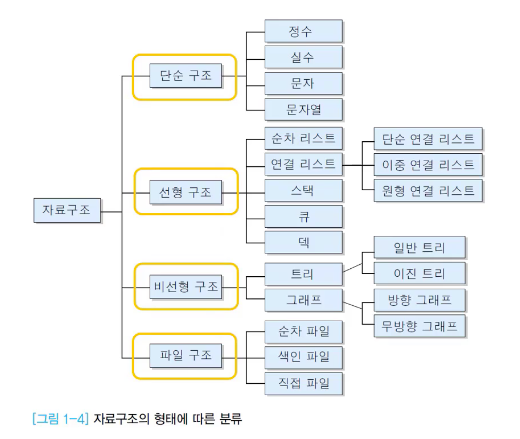 정수
단순 구조
실수
문자
문자열
순차 리스트
단순 연결 리스트
연결 리스트
이중 연결 리스트
선형 구조
스택
원형 연결 리스트
자료구조
큐
덱
일반 트리
비선형 구조
트리
이진 트리
그래프
방향 그래프
무방향 그래프
순차 파일
파일 구조
색인 파일
직접 파일
[그림 1-4] 자료구조의 형태에 따른 분류